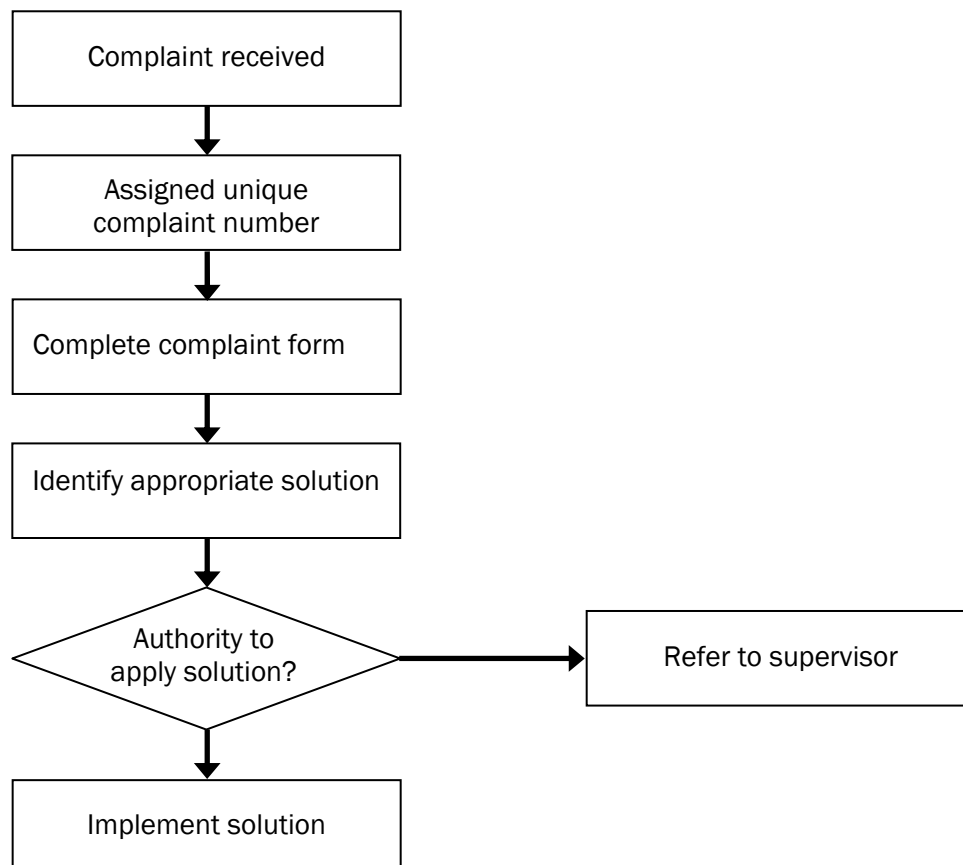 Complaint received
Assigned unique
complaint number
Complete complaint form
Identify appropriate solution
Authority to
apply solution?
Refer to supervisor
Implement solution